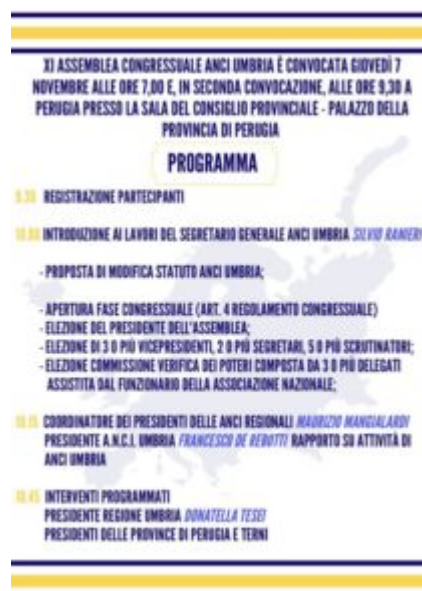 XI ASSEMBLEA CONGRESSUALE ANCI UMBRIA È CONVOCATA GIOVEDÌ 7
NOVEMBRE ALLE ORE 7,00 E, IN SECONDA CONVOCAZIONE, ALLE ORE 9,30 A
PERUGIA PRESSO LA SALA DEL CONSIGLIO PROVINCIALE - PALAZZO DELLA
PROVINCIA DI PERUGIA
PROGRAMMA
9.30 REGISTRAZIONE PARTECIPANTI
10.00 INTRODUZIONE AI LAVORI DEL SEGRETARIO GENERALE ANCI UMBRIA SILVIO RANIERI
- PROPOSTA DI MODIFICA STATUTO ANCI UMBRIA;
- APERTURA FASE CONGRESSUALE (ART. 4 REGOLAMENTO CONGRESSUALE)
- ELEZIONE DEL PRESIDENTE DELL'ASSEMBLEA;
- ELEZIONE DI 3 O PIÙ VICEPRESIDENTI, 2 O PIÙ SEGRETARI, 5 O PIÙ SCRUTINATORI;
- ELEZIONE COMMISSIONE VERIFICA DEI POTERI COMPOSTA DA 3 O PIÙ DELEGATI
ASSISTITA DAL FUNZIONARIO DELLA ASSOCIAZIONE NAZIONALE;
10.15 COORDINATORE DEI PRESIDENTI DELLE ANCI REGIONALI MAURIZIO MANGIALARDI
PRESIDENTE A.N.C.I. UMBRIA FRANCESCO DE REBOTTI RAPPORTO SU ATTIVITÀ DI
ANCI UMBRIA
10.45 INTERVENTI PROGRAMMATI
PRESIDENTE REGIONE UMBRIA DONATELLA TESEI
PRESIDENTI DELLE PROVINCE DI PERUGIA E TERNI